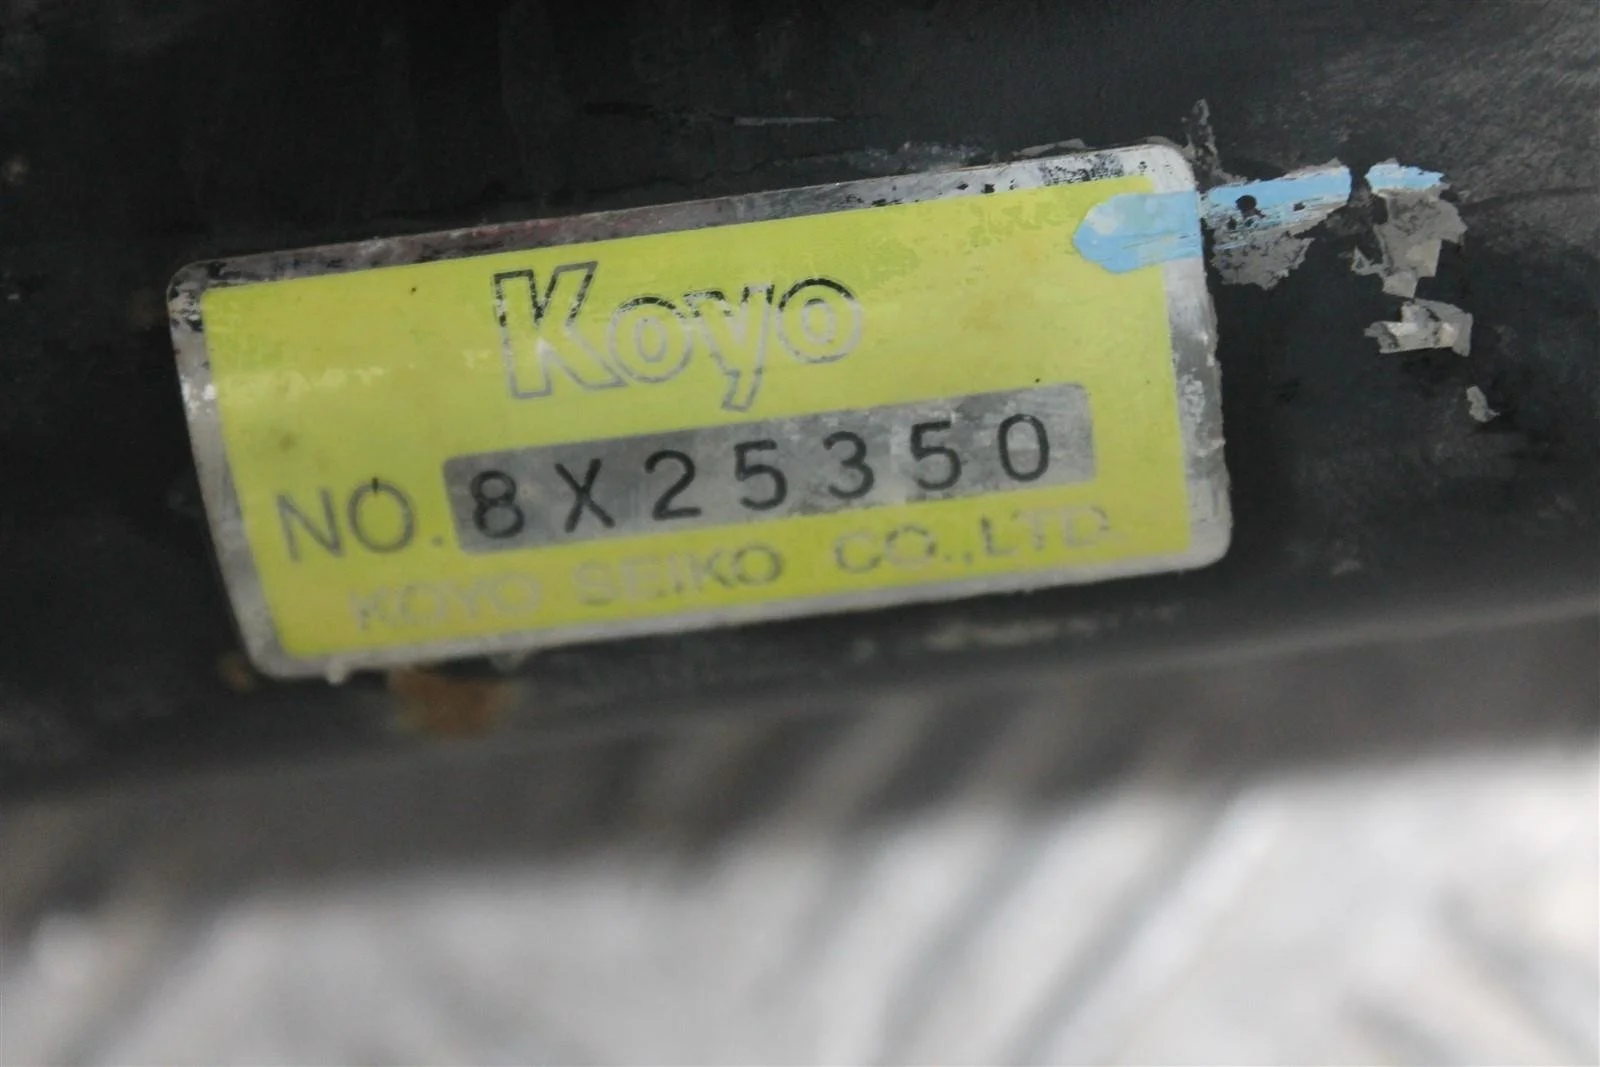 Koyo
NO. 8X25350
KOYO SEIKO CO.,LTD.